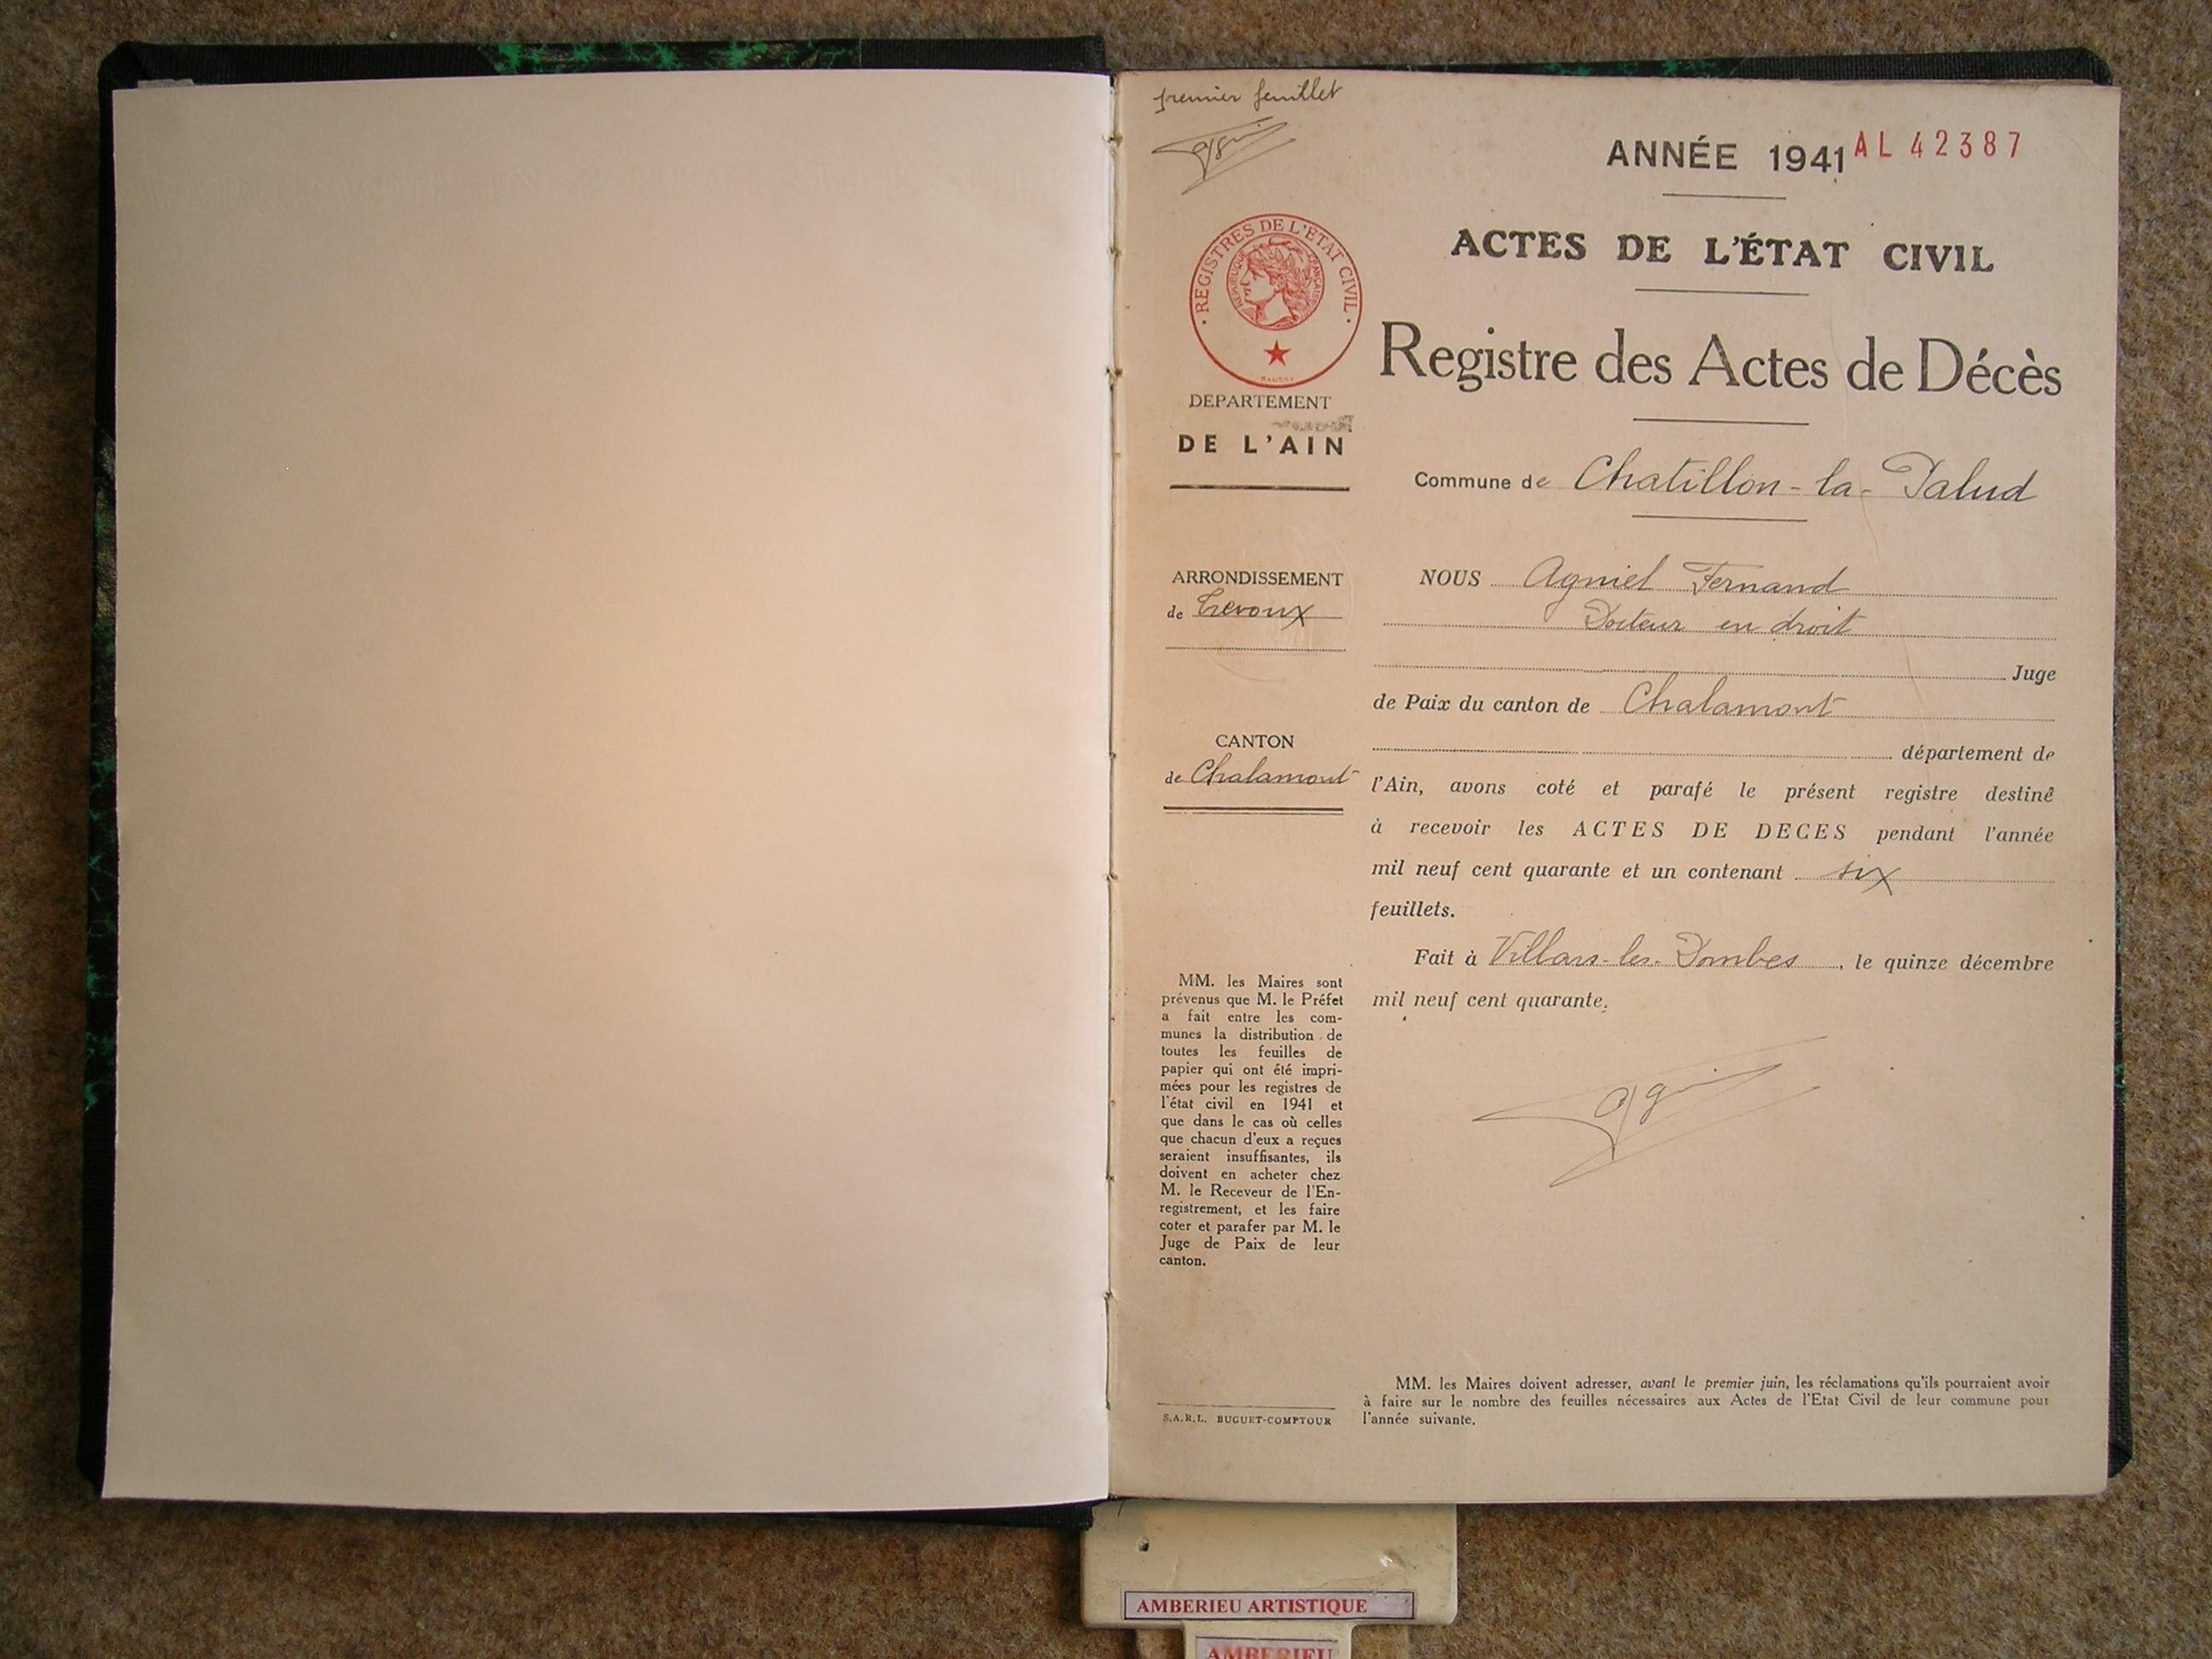 premier feuillet
ANNÉE 1941
AL 42387
ACTES DE L'ÉTAT CIVIL
Registre des Actes de Décès
REGISTRES DE L'ÉTAT CIVIL
RÉPUBLIQUE FRANÇAISE
DEPARTEMENT
DE L'AIN
Commune de Chatillon-la-Palud
ARRONDISSEMENT
de Trevoux
CANTON
de Chalamont
NOUS Agniel Fernand
Docteur en droit
Juge
de Paix du canton de Chalamont
département de
l'Ain, avons coté et parafé le présent registre destiné
à recevoir les ACTES DE DECES pendant l'année
mil neuf cent quarante et un contenant six
feuillets.
Fait à Villars-les-Dombes, le quinze décembre
mil neuf cent quarante.
MM. les Maires sont
prévenus que M. le Préfet
a fait entre les com-
munes la distribution de
toutes les feuilles de
papier qui ont été impri-
mées pour les registres de
l'état civil en 1941 et
que dans le cas où celles
que chacun d'eux a reçues
seraient insuffisantes, ils
doivent en acheter chez
M. le Receveur de l'En-
registrement, et les faire
coter et parafer par M. le
Juge de Paix de leur
canton.
S.A.R.L. BUGUET-COMPTOUR
MM. les Maires doivent adresser, avant le premier juin, les réclamations qu'ils pourraient avoir
à faire sur le nombre des feuilles nécessaires aux Actes de l'Etat Civil de leur commune pour
l'année suivante.
AMBERIEU ARTISTIQUE
AMBERIEU